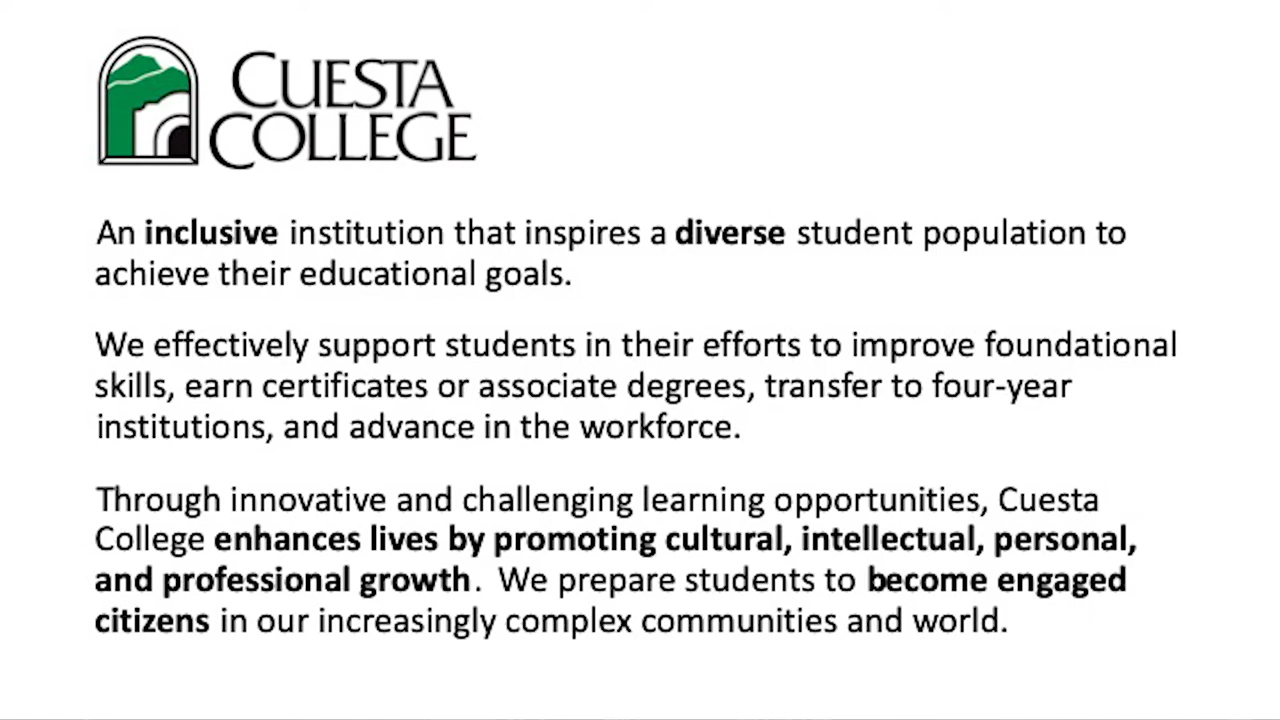 CUESTA
COLLEGE
An inclusive institution that inspires a diverse student population to
achieve their educational goals.
We effectively support students in their efforts to improve foundational
skills, earn certificates or associate degrees, transfer to four-year
institutions, and advance in the workforce.
Through innovative and challenging learning opportunities, Cuesta
College enhances lives by promoting cultural, intellectual, personal,
and professional growth.  We prepare students to become engaged
citizens in our increasingly complex communities and world.